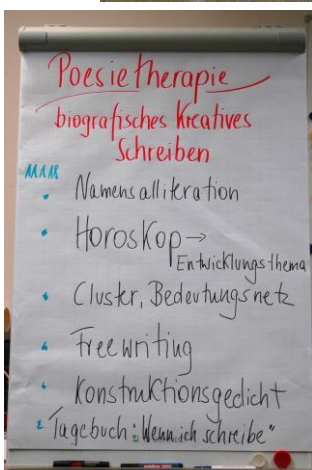 Poesietherapie
biografisches Kreatives
Schreiben
• Namensalliteration
• Horoskop →
Entwicklungsthema
• Cluster, Bedeutungsnetz
• Freewriting
• Konstruktionsgedicht
Tagebuch: "Wenn ich schreibe"